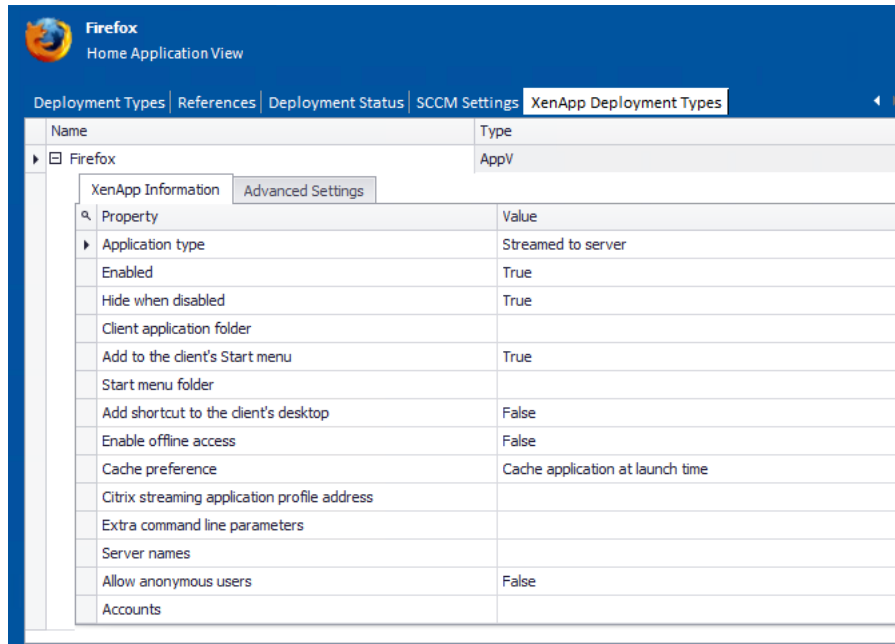 Firefox
Home Application View
Deployment Types References Deployment Status SCCM Settings XenApp Deployment Types
Name Type
Firefox AppV
XenApp Information Advanced Settings
Property Value
Application type Streamed to server
Enabled True
Hide when disabled True
Client application folder
Add to the client's Start menu True
Start menu folder
Add shortcut to the client's desktop False
Enable offline access False
Cache preference Cache application at launch time
Citrix streaming application profile address
Extra command line parameters
Server names
Allow anonymous users False
Accounts